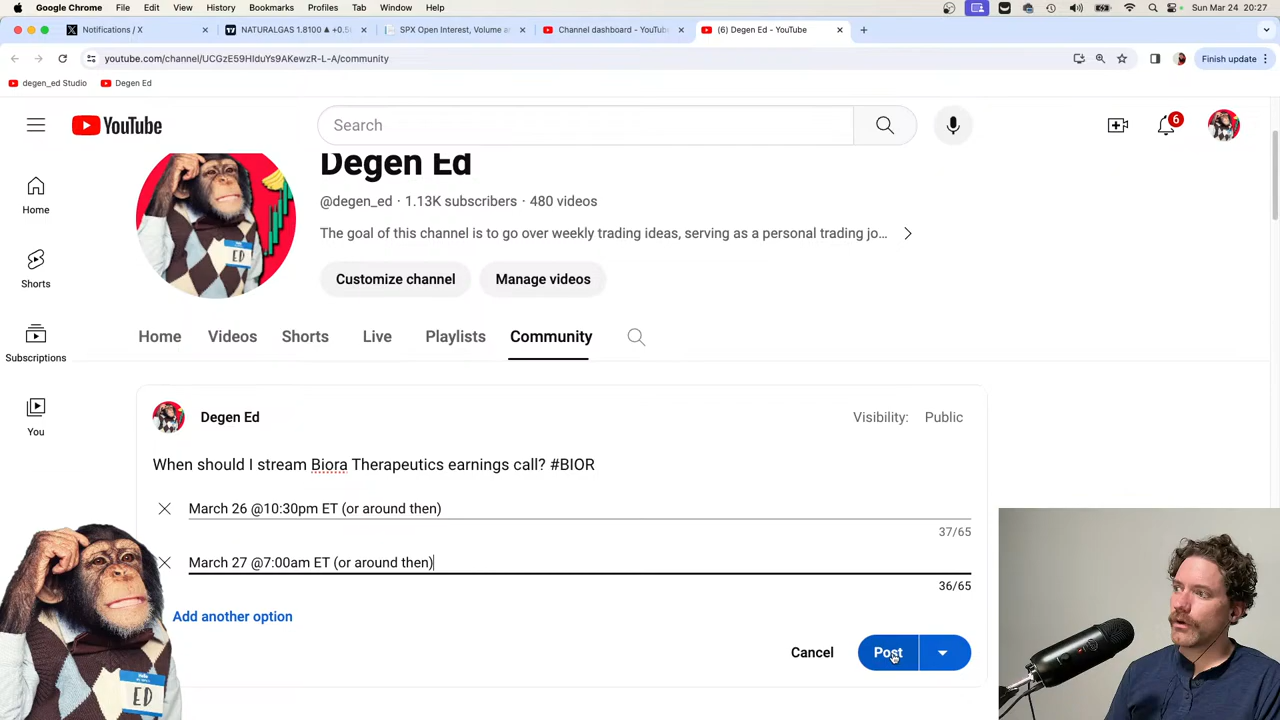 Google Chrome File Edit View History Bookmarks Profiles Tab Window Help Sun Mar 24 20:27
Notifications / X NATURALGAS 1.8100 ▲ +0.5 SPX Open Interest, Volume a Channel dashboard - YouTube (6) Degen Ed - YouTube
youtube.com/channel/UCGzE59HIduYs9AKewzR-L-A/community Finish update
degen_ed Studio Degen Ed
YouTube Search 6
Degen Ed
@degen_ed · 1.13K subscribers · 480 videos
The goal of this channel is to go over weekly trading ideas, serving as a personal trading jo...
Customize channel Manage videos
Home Videos Shorts Live Playlists Community
Home
Shorts
Subscriptions
You
Degen Ed Visibility: Public
When should I stream Biora Therapeutics earnings call? #BIOR
March 26 @10:30pm ET (or around then)
37/65
March 27 @7:00am ET (or around then)
36/65
Add another option
Cancel Post
Hello
ED
ED